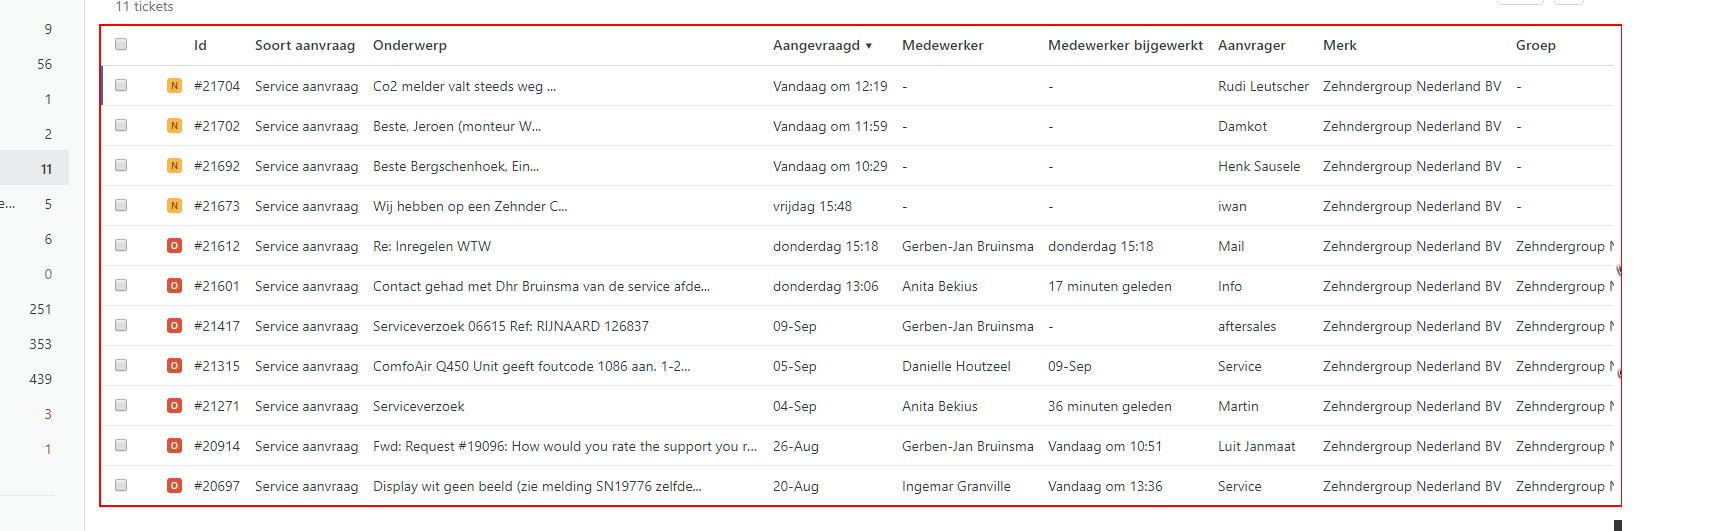 11 tickets
9
56
1
2
11
e... 5
6
0
251
353
439
3
1
Id Soort aanvraag Onderwerp Aangevraagd ▼ Medewerker Medewerker bijgewerkt Aanvrager Merk Groep
N #21704 Service aanvraag Co2 melder valt steeds weg ... Vandaag om 12:19 - - Rudi Leutscher Zehndergroup Nederland BV -
N #21702 Service aanvraag Beste, Jeroen (monteur W... Vandaag om 11:59 - - Damkot Zehndergroup Nederland BV -
N #21692 Service aanvraag Beste Bergschenhoek, Ein... Vandaag om 10:29 - - Henk Sausele Zehndergroup Nederland BV -
N #21673 Service aanvraag Wij hebben op een Zehnder C... vrijdag 15:48 - - iwan Zehndergroup Nederland BV -
O #21612 Service aanvraag Re: Inregelen WTW donderdag 15:18 Gerben-Jan Bruinsma donderdag 15:18 Mail Zehndergroup Nederland BV Zehndergroup N
O #21601 Service aanvraag Contact gehad met Dhr Bruinsma van de service afde... donderdag 13:06 Anita Bekius 17 minuten geleden Info Zehndergroup Nederland BV Zehndergroup N
O #21417 Service aanvraag Serviceverzoek 06615 Ref: RIJNAARD 126837 09-Sep Gerben-Jan Bruinsma - aftersales Zehndergroup Nederland BV Zehndergroup N
O #21315 Service aanvraag ComfoAir Q450 Unit geeft foutcode 1086 aan. 1-2... 05-Sep Danielle Houtzeel 09-Sep Service Zehndergroup Nederland BV Zehndergroup N
O #21271 Service aanvraag Serviceverzoek 04-Sep Anita Bekius 36 minuten geleden Martin Zehndergroup Nederland BV Zehndergroup N
O #20914 Service aanvraag Fwd: Request #19096: How would you rate the support you r... 26-Aug Gerben-Jan Bruinsma Vandaag om 10:51 Luit Janmaat Zehndergroup Nederland BV Zehndergroup N
O #20697 Service aanvraag Display wit geen beeld (zie melding SN19776 zelfde... 20-Aug Ingemar Granville Vandaag om 13:36 Service Zehndergroup Nederland BV Zehndergroup N